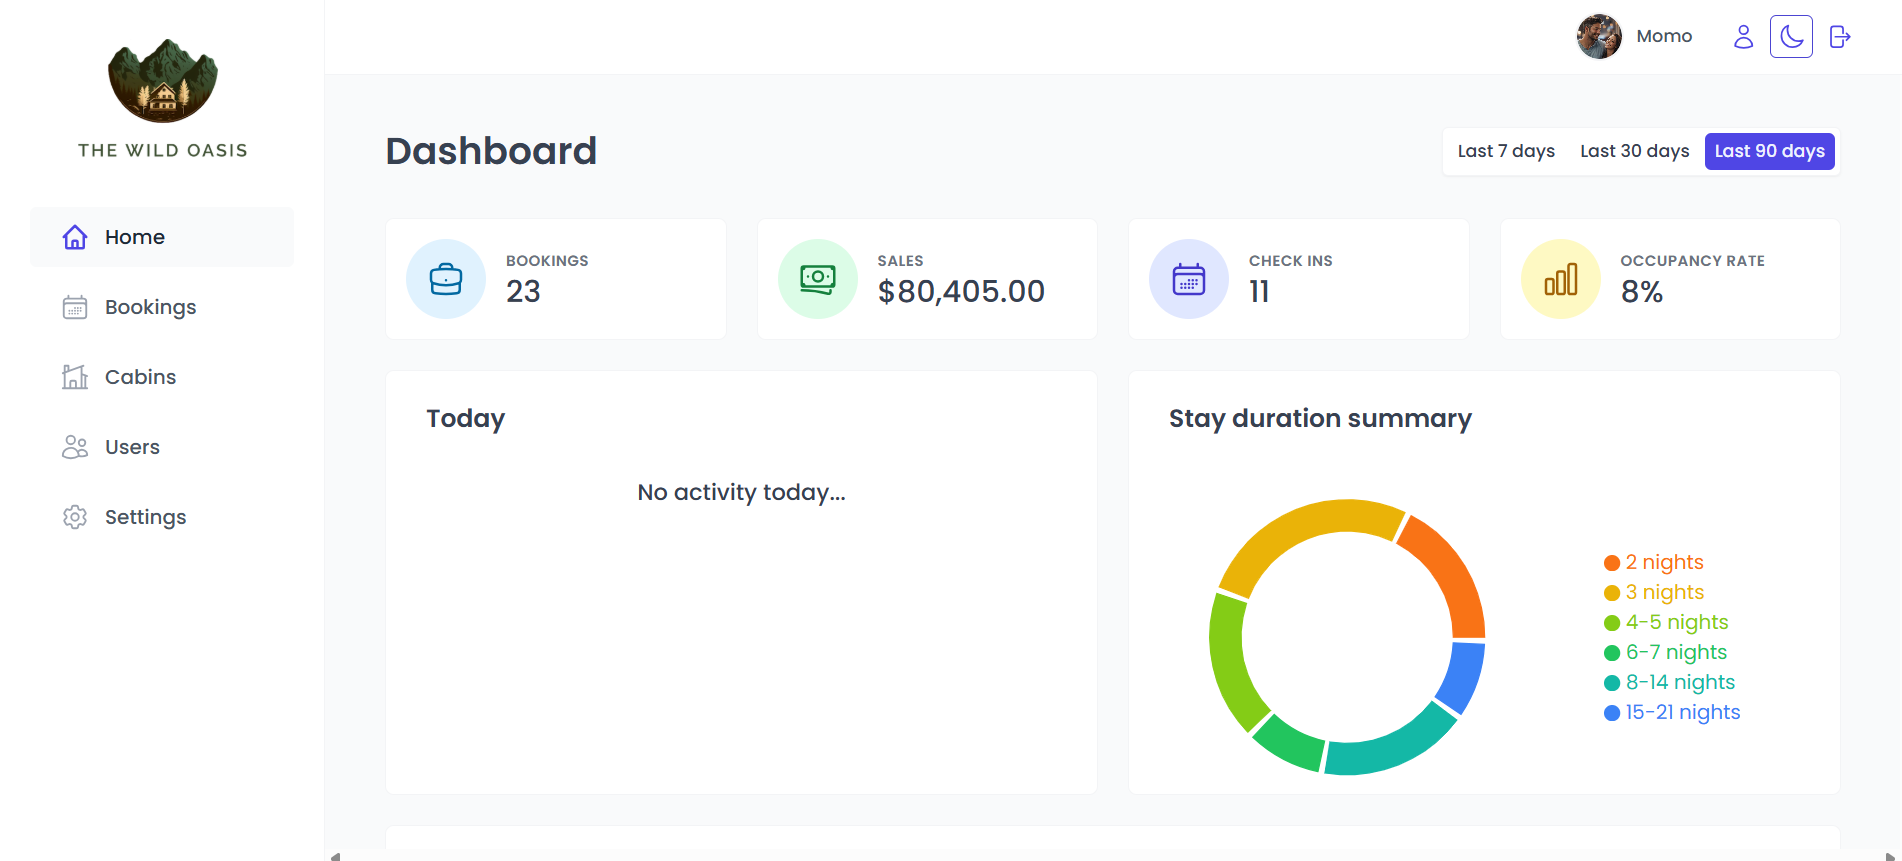 Momo
THE WILD OASIS
Home
Bookings
Cabins
Users
Settings
Dashboard
Last 7 days
Last 30 days
Last 90 days
BOOKINGS
23
SALES
$80,405.00
CHECK INS
11
OCCUPANCY RATE
8%
Today
No activity today...
Stay duration summary
2 nights
3 nights
4-5 nights
6-7 nights
8-14 nights
15-21 nights